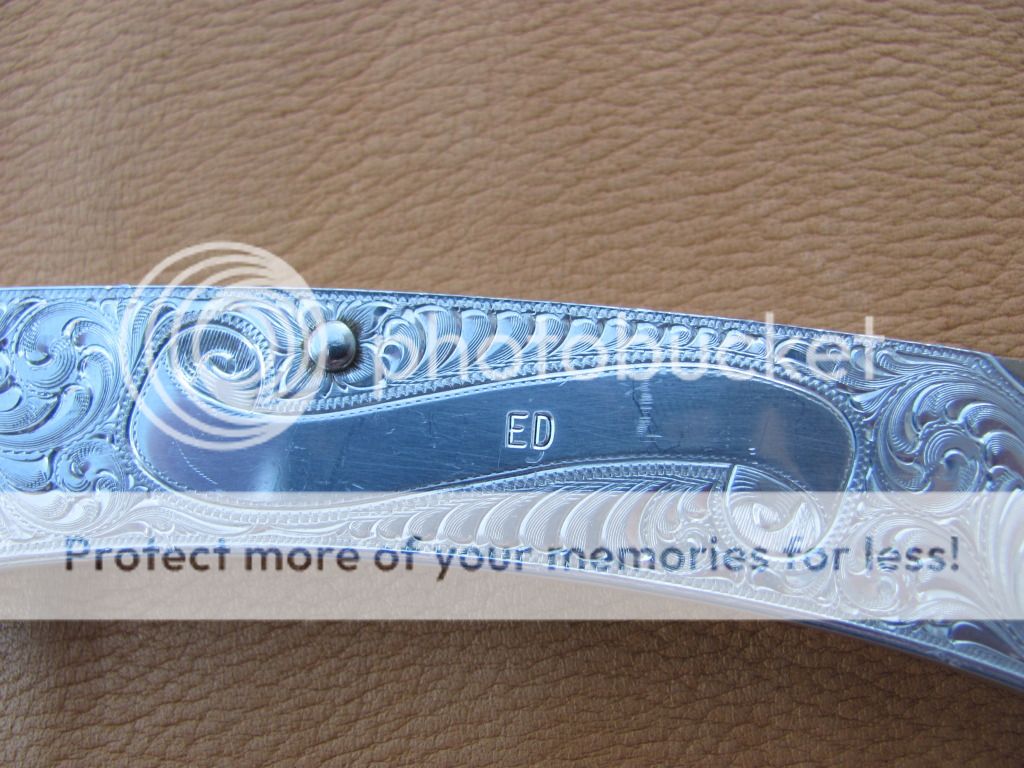 photobucket
ED
Protect more of your memories for less!